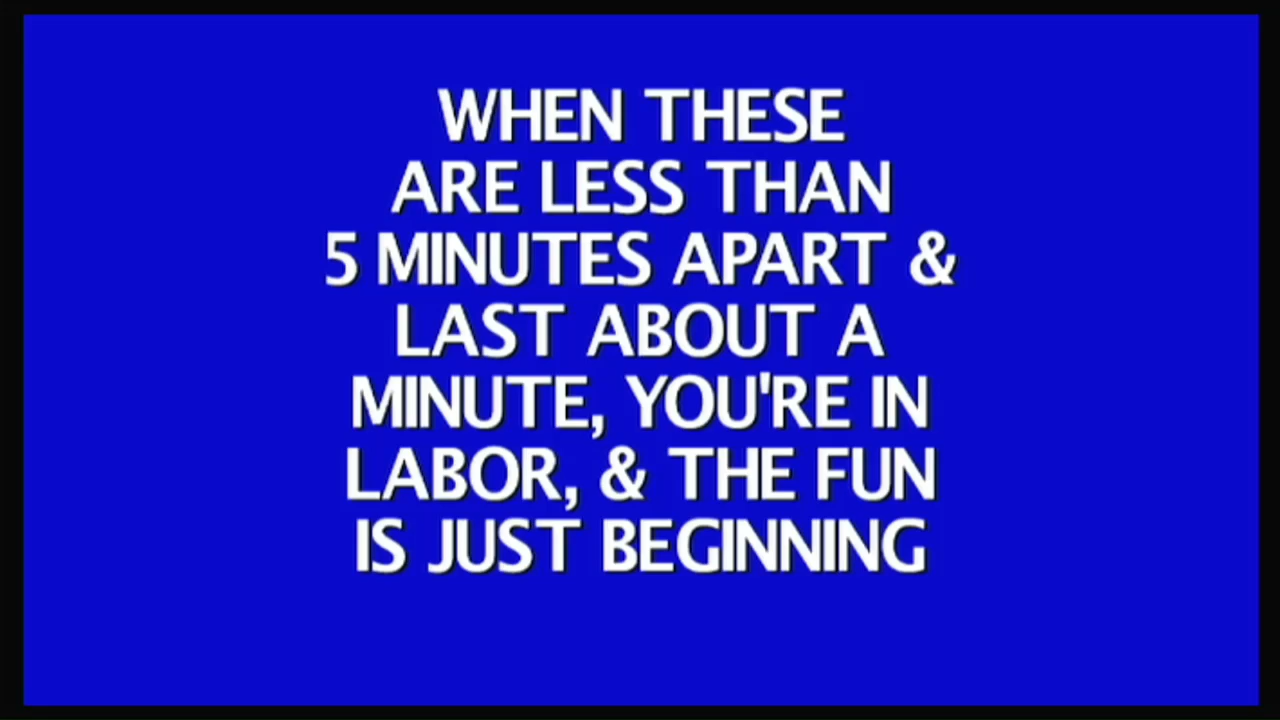 WHEN THESE
ARE LESS THAN
5 MINUTES APART &
LAST ABOUT A
MINUTE, YOU'RE IN
LABOR, & THE FUN
IS JUST BEGINNING